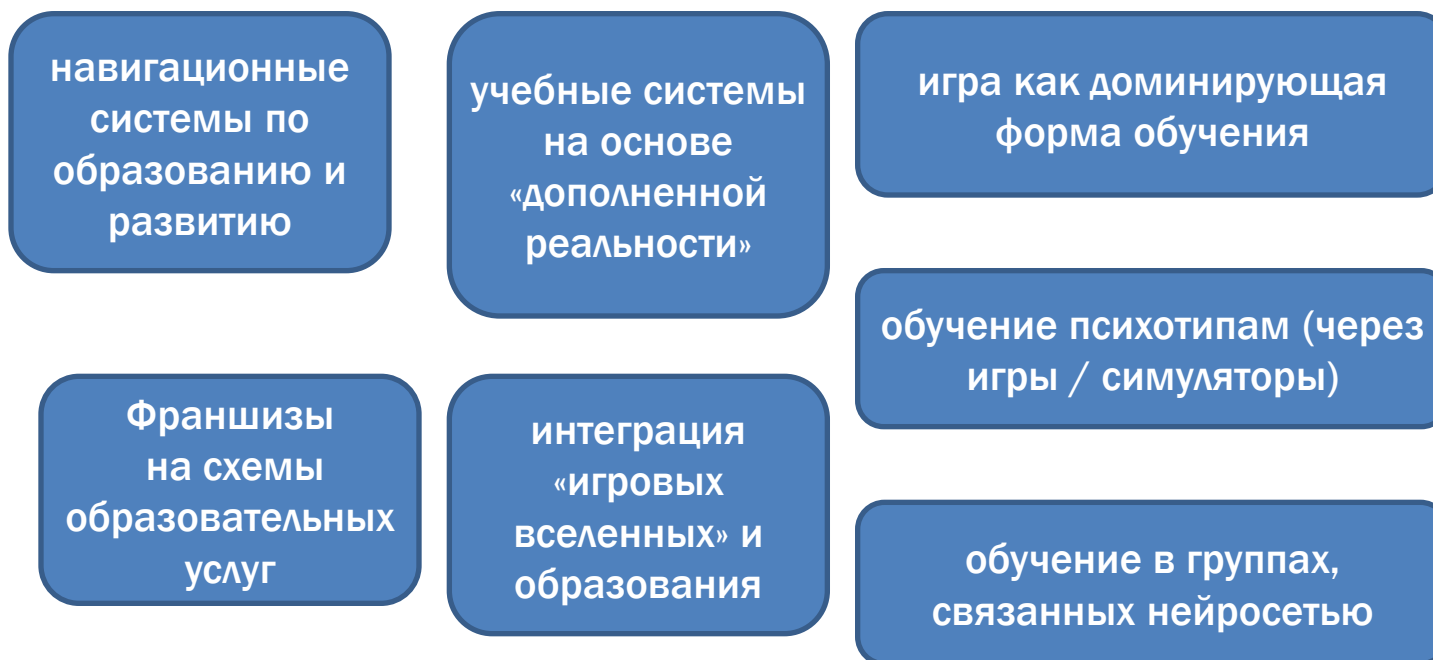 навигационные
системы по
образованию и
развитию
Франшизы
на схемы
образовательных
услуг
учебные системы
на основе
«дополненной
реальности»
интеграция
«игровых
вселенных» и
образования
игра как доминирующая
форма обучения
обучение психотипам (через
игры / симуляторы)
обучение в группах,
связанных нейросетью